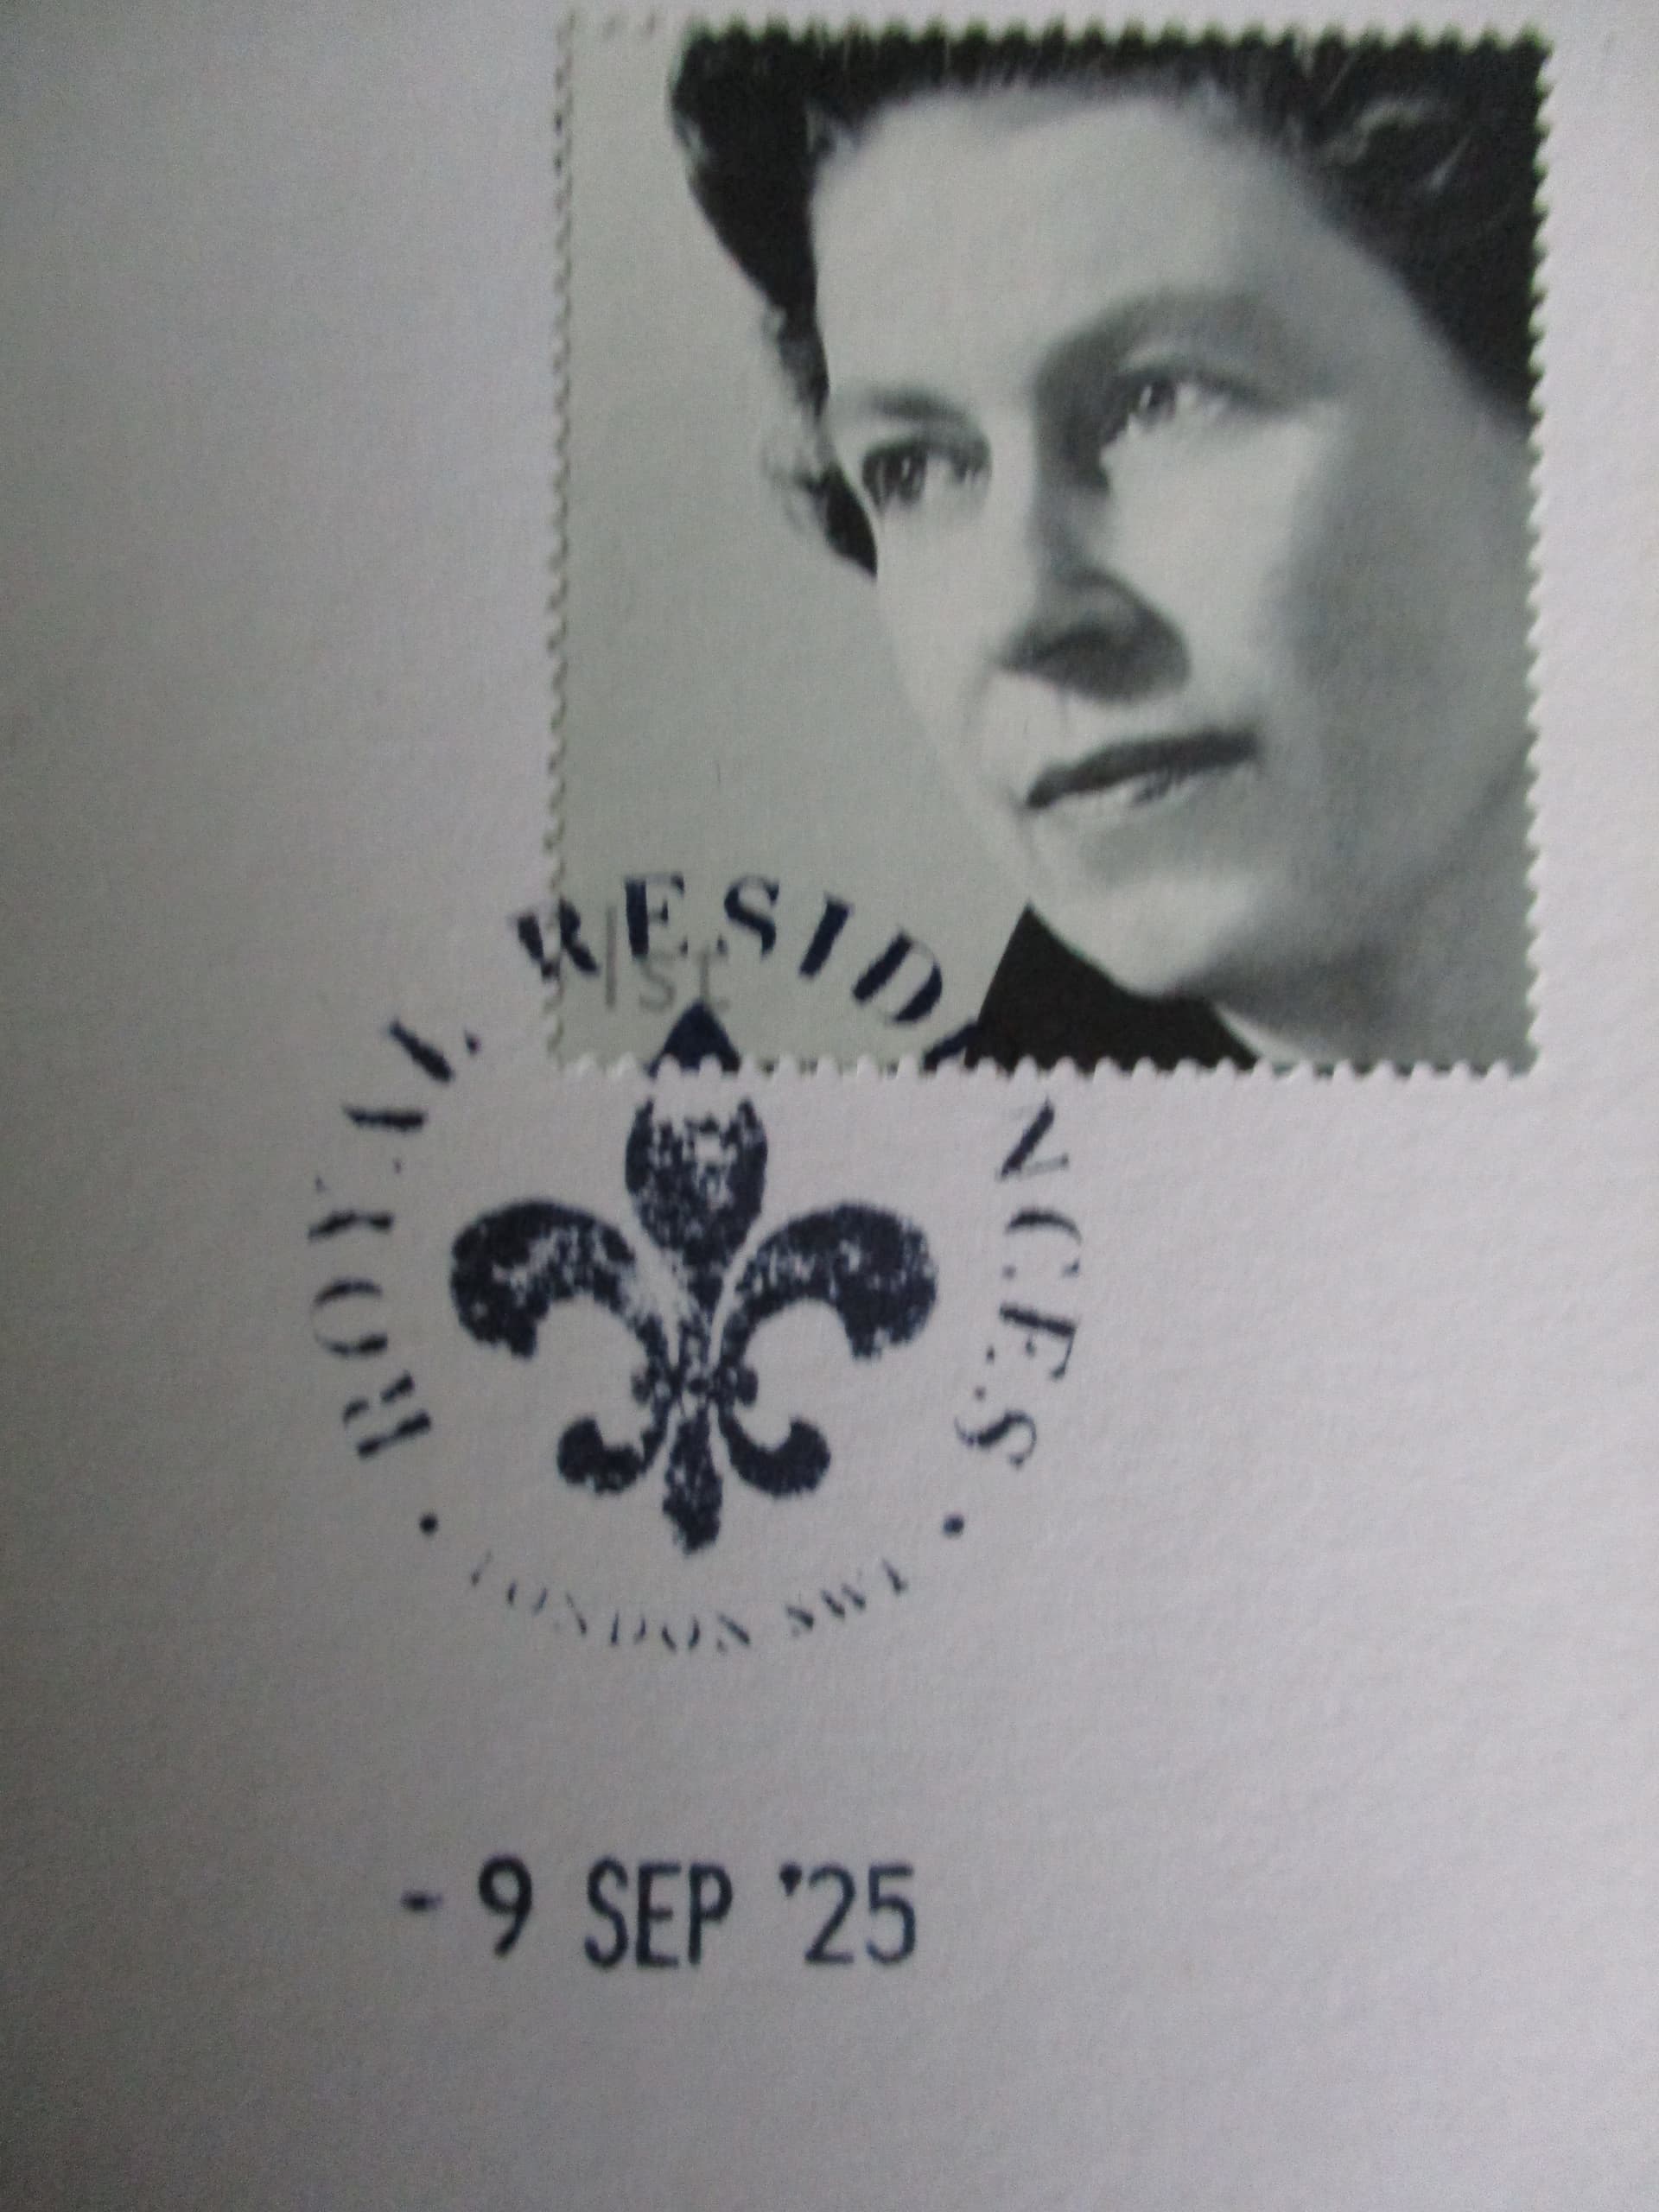 1ST
ROYAL RESIDENCES
• LONDON SW1 •
- 9 SEP '25